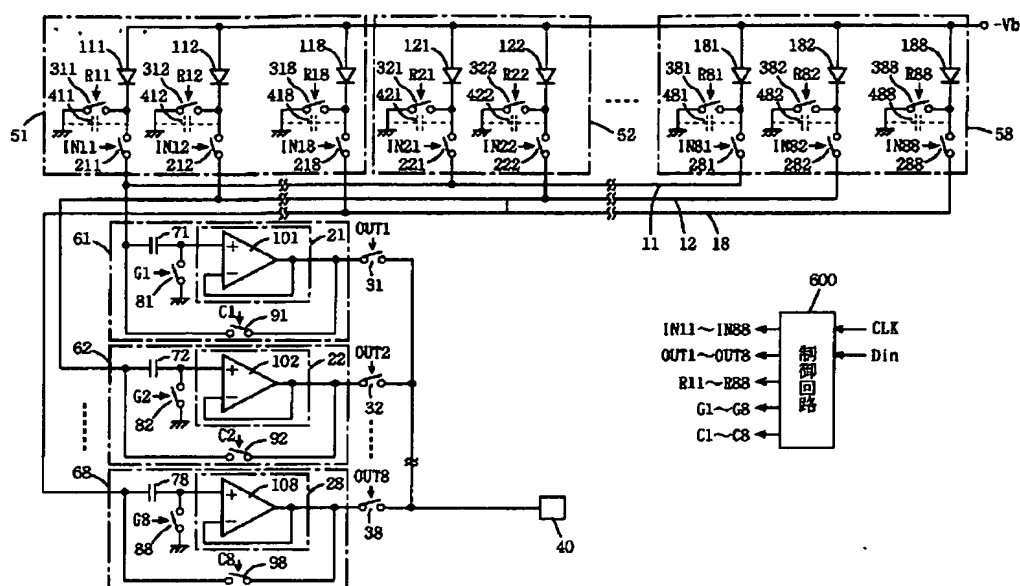 -Vb
111 112 118 121 122 181 182 188
311 R11 312 R12 318 R18 321 R21 322 R22 381 R81 382 R82 388 R88
411 412 418 421 422 481 482 488
51 52 58
IN11 IN12 IN18 IN21 IN22 IN81 IN82 IN88
211 212 218 221 222 281 282 288
11 12 18
61 71 101 21 OUT1
G1 31
81 C1 91
62 72 102 22 OUT2
G2 32
82 C2 92
68 78 108 28 OUT8
G8 38
88 C8 98
40
600
IN11~IN88 CLK
OUT1~OUT8 Din
R11~R88
G1~G8
C1~C8
制御回路
+
−
+
−
+
−